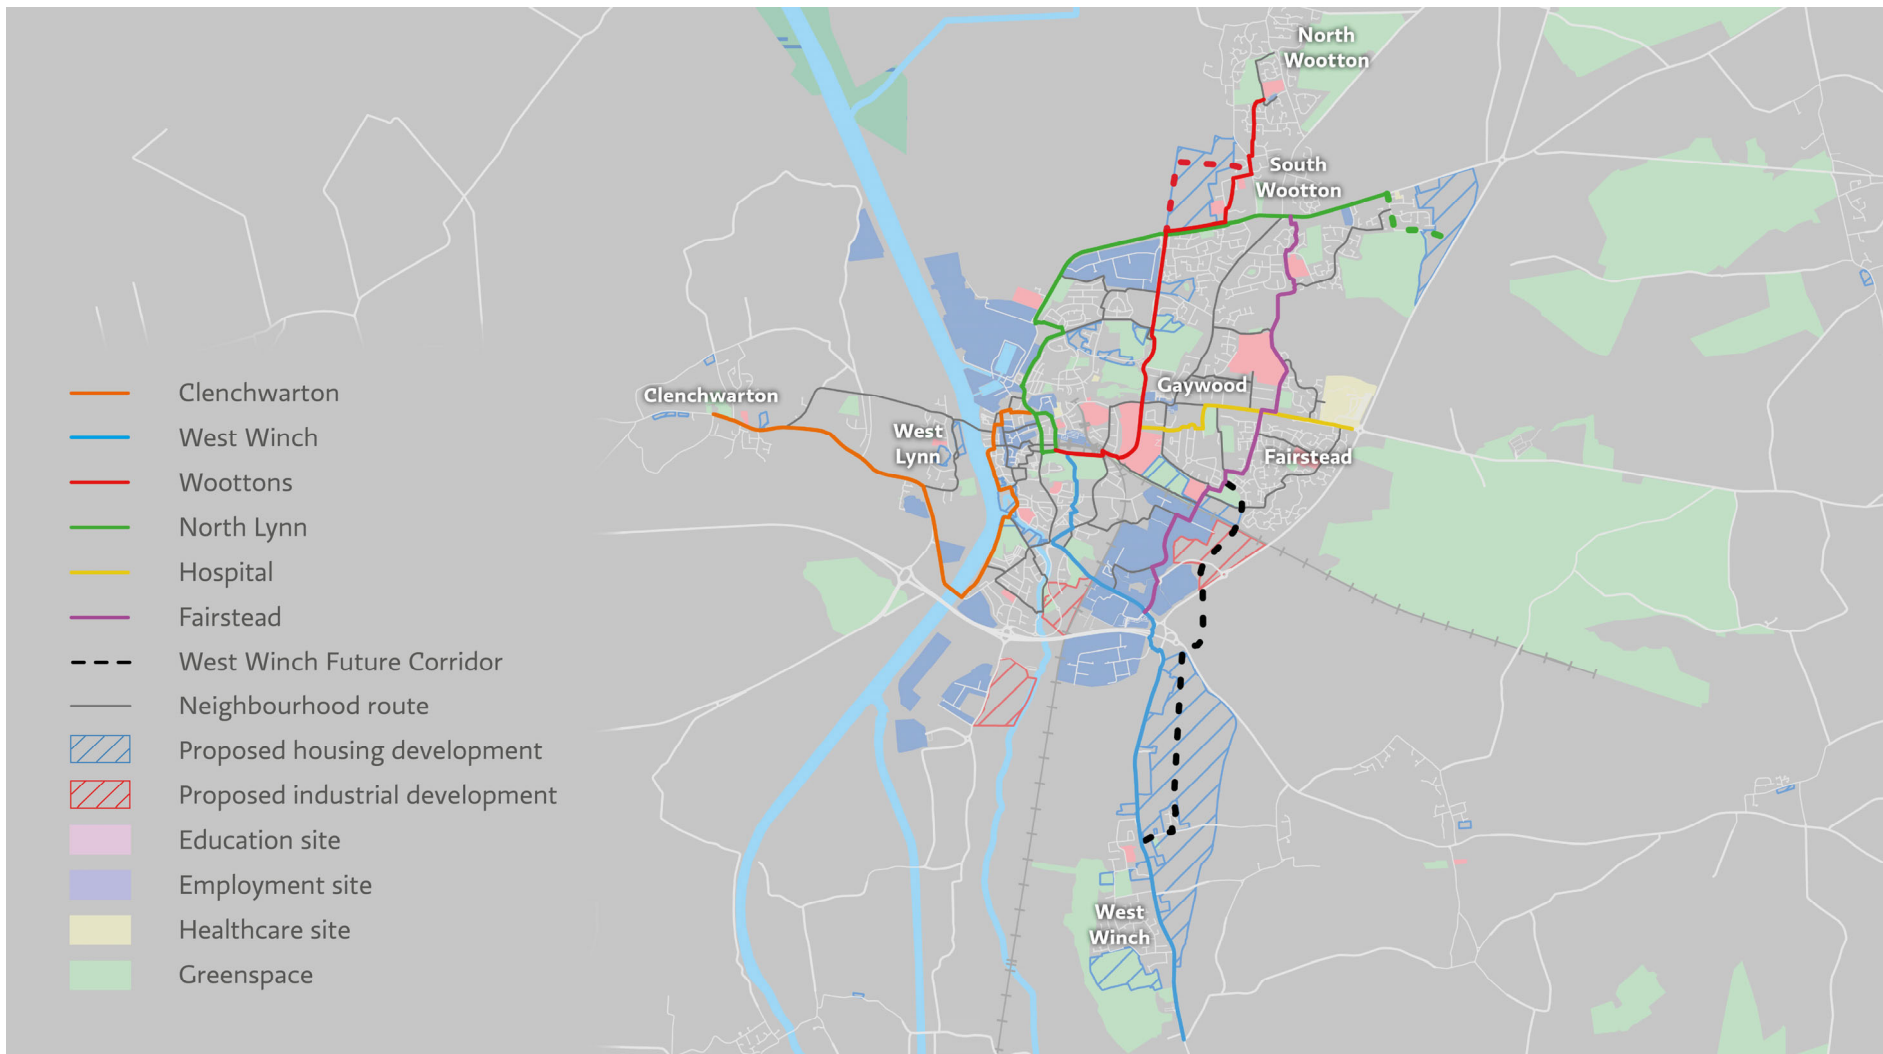 North
Wootton
South
Wootton
Clenchwarton
West
Lynn
Gaywood
Fairstead
West
Winch
Clenchwarton
West Winch
Woottons
North Lynn
Hospital
Fairstead
West Winch Future Corridor
Neighbourhood route
Proposed housing development
Proposed industrial development
Education site
Employment site
Healthcare site
Greenspace